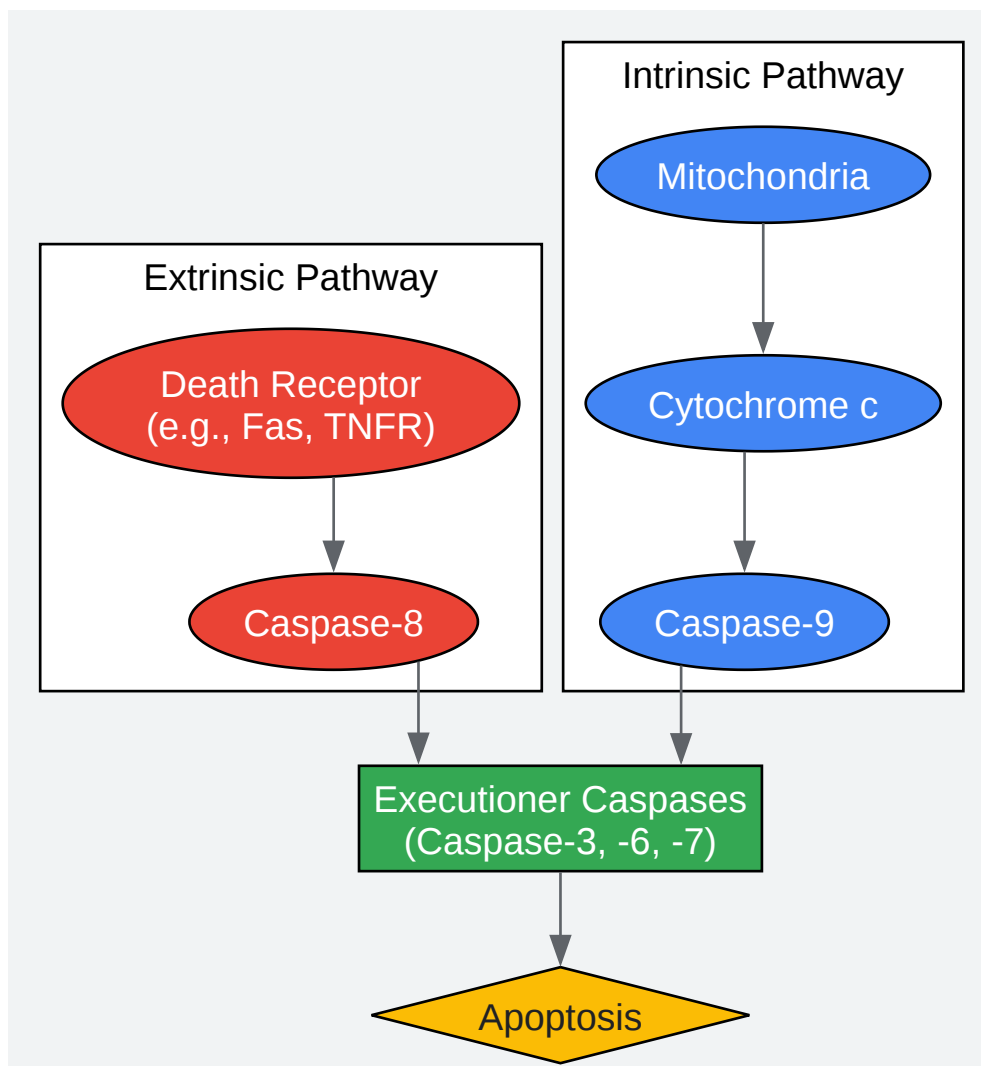 Intrinsic Pathway
Mitochondria
Cytochrome c
Caspase-9
Extrinsic Pathway
Death Receptor
(e.g., Fas, TNFR)
Caspase-8
Executioner Caspases
(Caspase-3, -6, -7)
Apoptosis